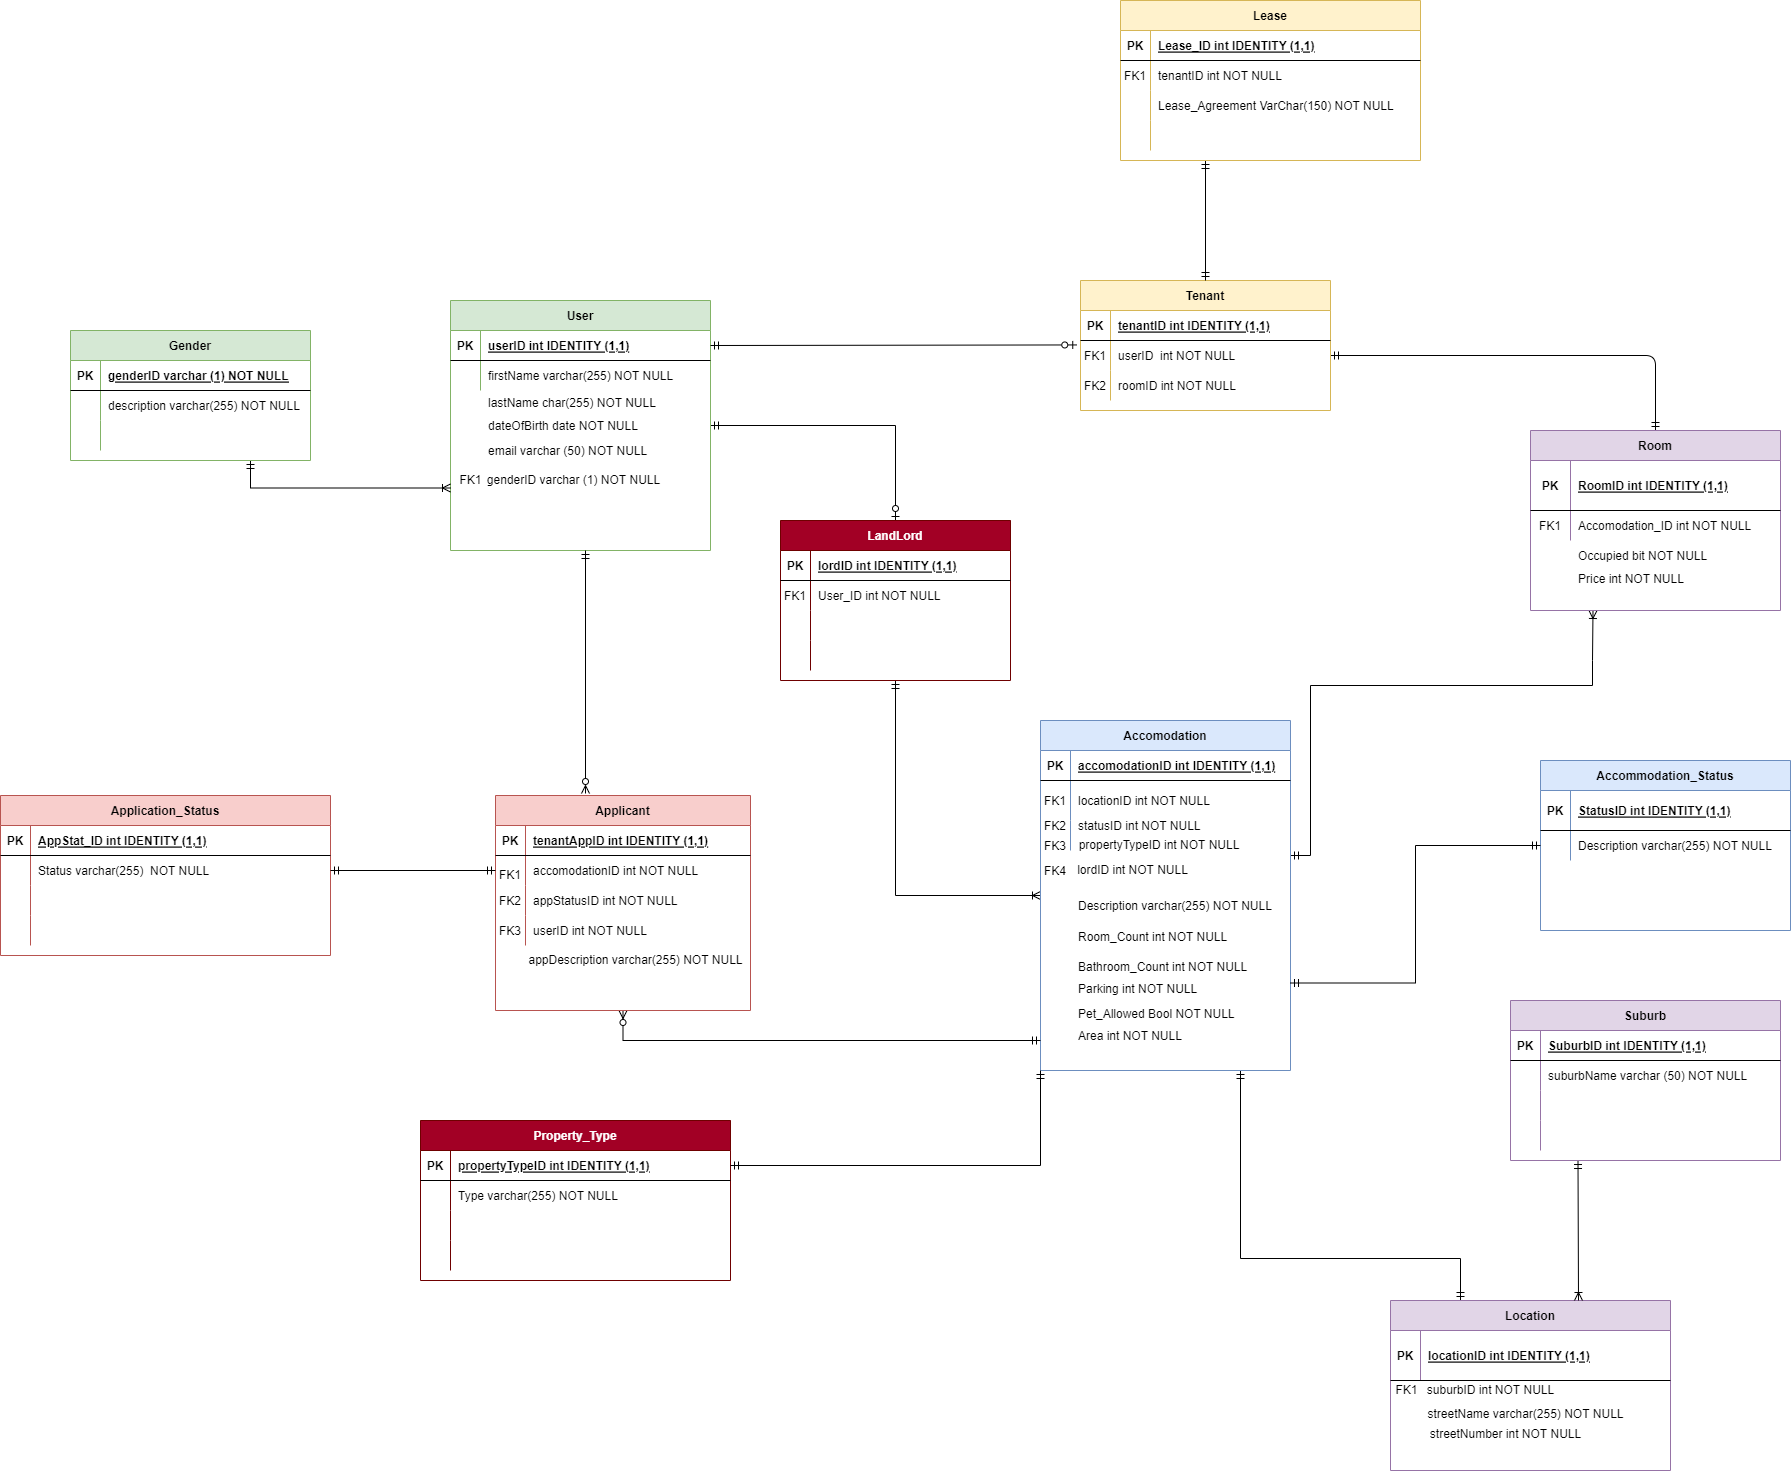 Lease
PK Lease_ID int IDENTITY (1,1)
FK1 tenantID int NOT NULL
Lease_Agreement VarChar(150) NOT NULL
Tenant
PK tenantID int IDENTITY (1,1)
FK1 userID  int NOT NULL
FK2 roomID int NOT NULL
User
PK userID int IDENTITY (1,1)
firstName varchar(255) NOT NULL
lastName char(255) NOT NULL
dateOfBirth date NOT NULL
email varchar (50) NOT NULL
FK1 genderID varchar (1) NOT NULL
Gender
PK genderID varchar (1) NOT NULL
description varchar(255) NOT NULL
Room
PK RoomID int IDENTITY (1,1)
FK1 Accomodation_ID int NOT NULL
Occupied bit NOT NULL
Price int NOT NULL
LandLord
PK lordID int IDENTITY (1,1)
FK1 User_ID int NOT NULL
Accomodation
PK accomodationID int IDENTITY (1,1)
FK1 locationID int NOT NULL
FK2 statusID int NOT NULL
FK3 propertyTypeID int NOT NULL
FK4 lordID int NOT NULL
Description varchar(255) NOT NULL
Room_Count int NOT NULL
Bathroom_Count int NOT NULL
Parking int NOT NULL
Pet_Allowed Bool NOT NULL
Area int NOT NULL
Accommodation_Status
PK StatusID int IDENTITY (1,1)
Description varchar(255) NOT NULL
Application_Status
PK AppStat_ID int IDENTITY (1,1)
Status varchar(255)  NOT NULL
Applicant
PK tenantAppID int IDENTITY (1,1)
FK1 accomodationID int NOT NULL
FK2 appStatusID int NOT NULL
FK3 userID int NOT NULL
appDescription varchar(255) NOT NULL
Suburb
PK SuburbID int IDENTITY (1,1)
suburbName varchar (50) NOT NULL
Property_Type
PK propertyTypeID int IDENTITY (1,1)
Type varchar(255) NOT NULL
Location
PK locationID int IDENTITY (1,1)
FK1 suburbID int NOT NULL
streetName varchar(255) NOT NULL
streetNumber int NOT NULL